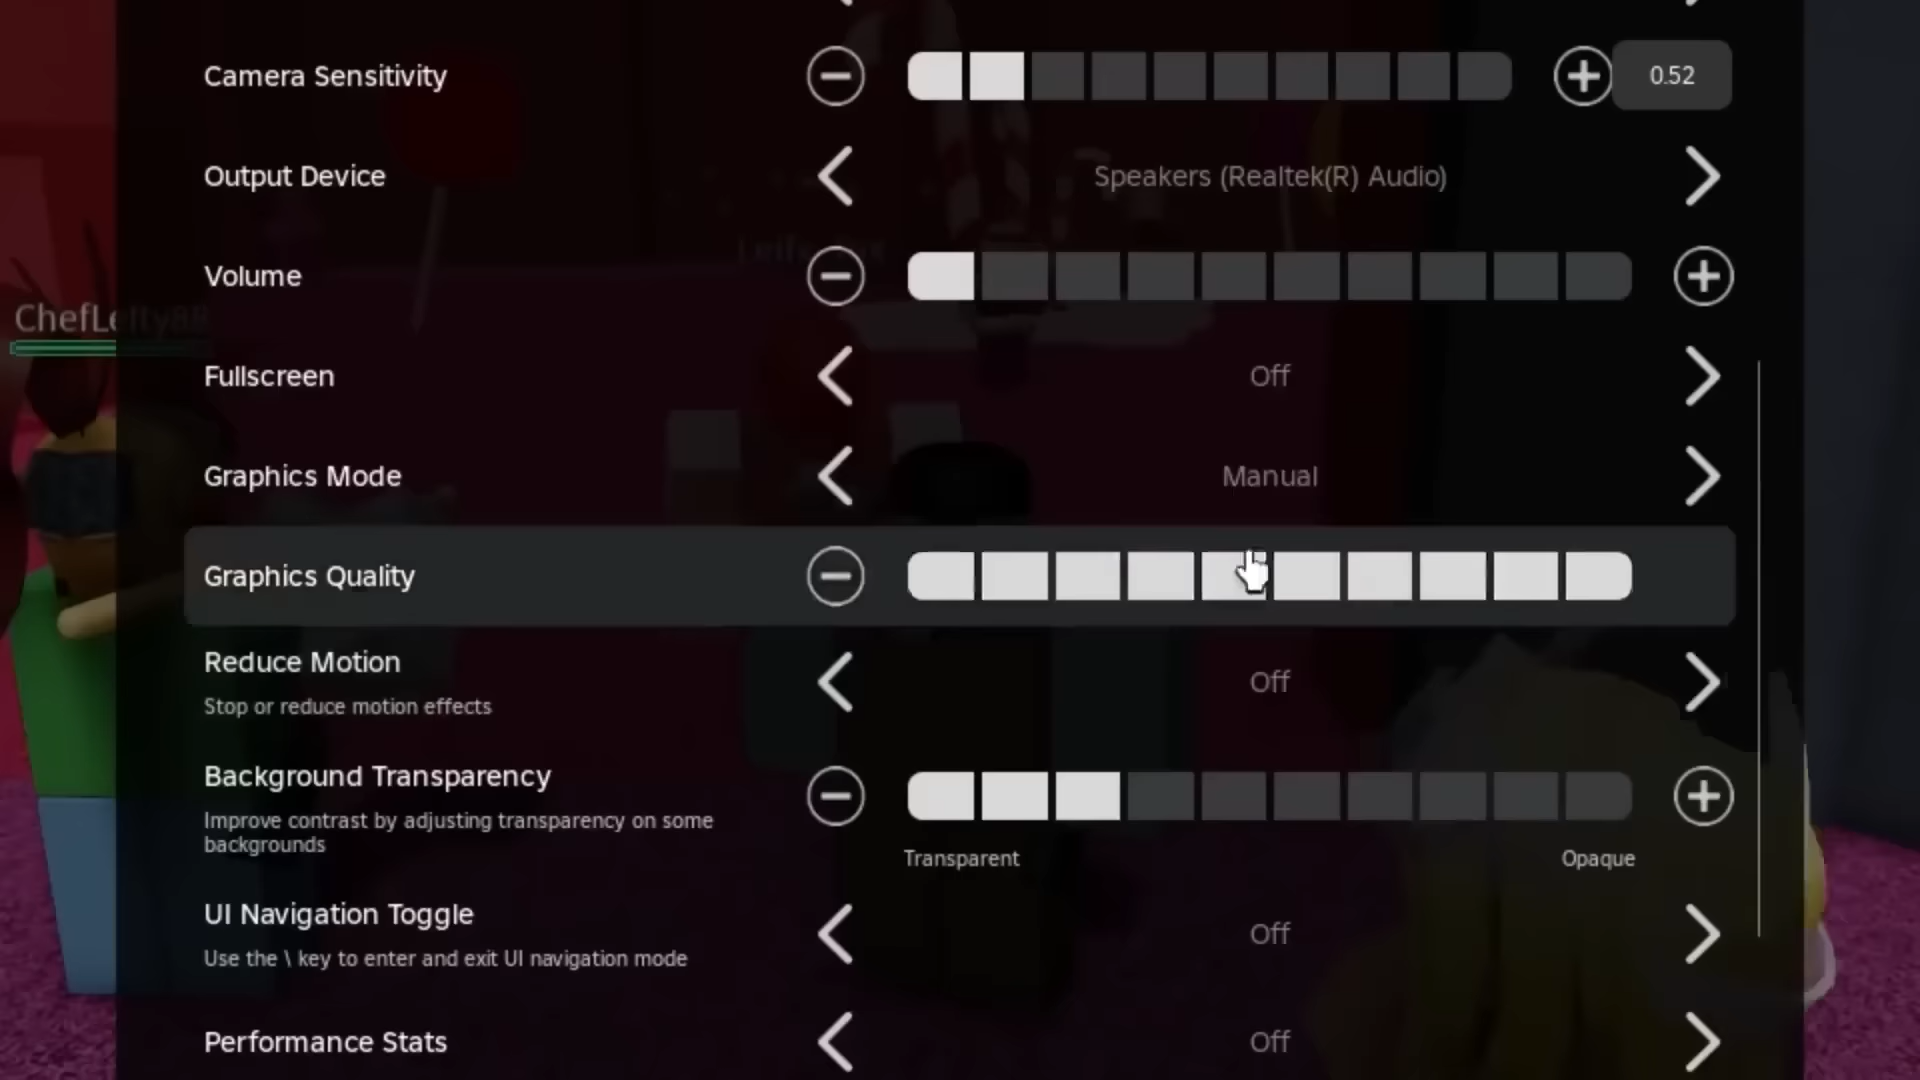 Camera Sensitivity
0.52
Output Device
Speakers (Realtek(R) Audio)
Volume
ChefLefty88
Fullscreen
Off
Graphics Mode
Manual
Graphics Quality
Reduce Motion
Off
Stop or reduce motion effects
Background Transparency
Improve contrast by adjusting transparency on some
backgrounds
Transparent
Opaque
UI Navigation Toggle
Off
Use the \ key to enter and exit UI navigation mode
Performance Stats
Off